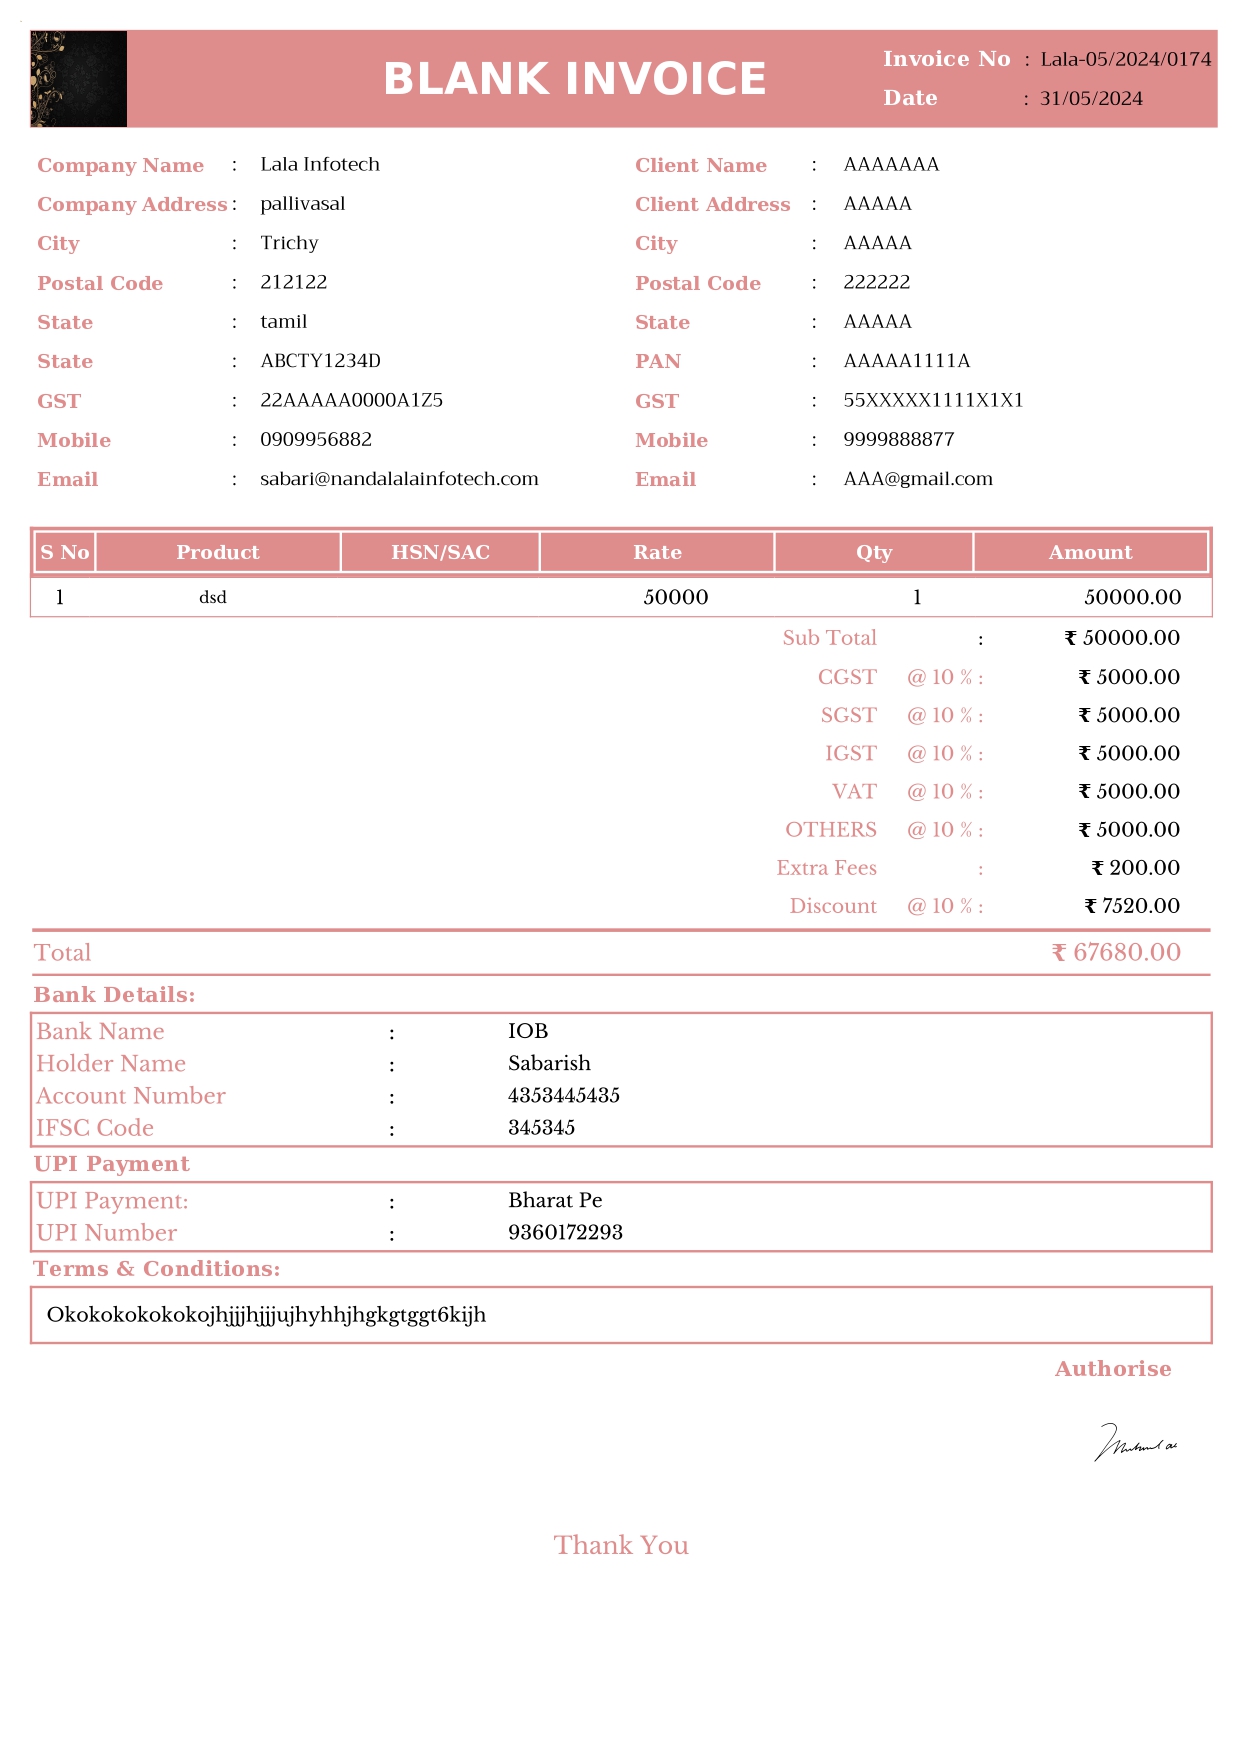 BLANK INVOICE
Invoice No : Lala-05/2024/0174
Date : 31/05/2024
Company Name : Lala Infotech Client Name : AAAAAAA
Company Address : pallivasal Client Address : AAAAA
City : Trichy City : AAAAA
Postal Code : 212122 Postal Code : 222222
State : tamil State : AAAAA
State : ABCTY1234D PAN : AAAAA1111A
GST : 22AAAAA0000A1Z5 GST : 55XXXXX1111X1X1
Mobile : 0909956882 Mobile : 9999888877
Email : sabari@nandalalainfotech.com Email : AAA@gmail.com
S No Product HSN/SAC Rate Qty Amount
1 dsd 50000 1 50000.00
Sub Total : ₹ 50000.00
CGST @ 10 % : ₹ 5000.00
SGST @ 10 % : ₹ 5000.00
IGST @ 10 % : ₹ 5000.00
VAT @ 10 % : ₹ 5000.00
OTHERS @ 10 % : ₹ 5000.00
Extra Fees : ₹ 200.00
Discount @ 10 % : ₹ 7520.00
Total ₹ 67680.00
Bank Details:
Bank Name : IOB
Holder Name : Sabarish
Account Number : 4353445435
IFSC Code : 345345
UPI Payment
UPI Payment: : Bharat Pe
UPI Number : 9360172293
Terms & Conditions:
Okokokokokokojhjjjhjjjujhyhhjhgkgtggt6kijh
Authorise
Thank You